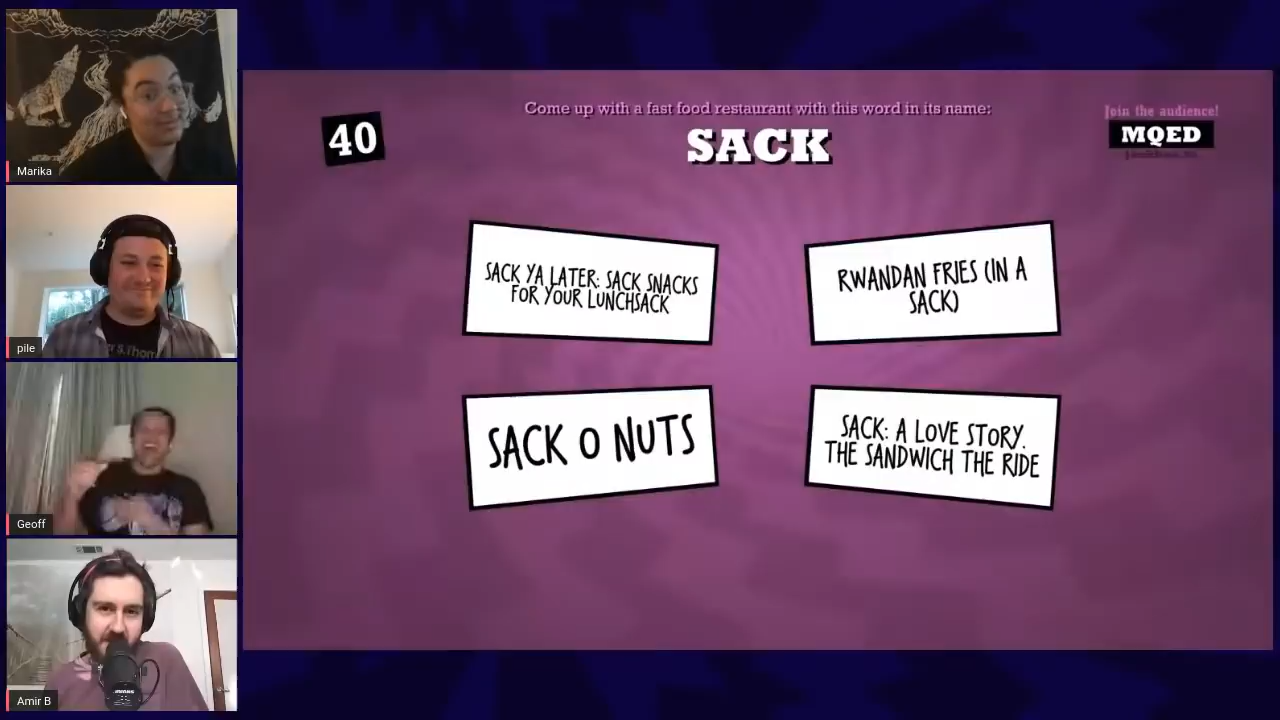 Marika
pile
r S.Thom
Geoff
Amir B
40
Come up with a fast food restaurant with this word in its name:
SACK
Join the audience!
MQED
SACK YA LATER: SACK SNACKS
FOR YOUR LUNCHSACK
RWANDAN FRIES (IN A
SACK)
SACK O NUTS
SACK: A LOVE STORY.
THE SANDWICH THE RIDE